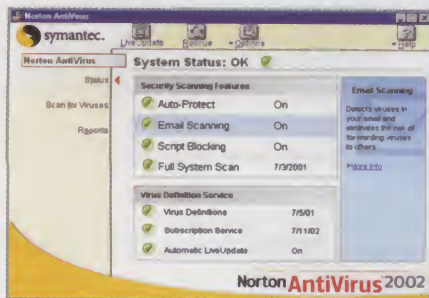 Norton AntiVirus
symantec.
LiveUpdate Rescue Options Help
Norton AntiVirus
Status
Scan for Viruses
Reports
System Status: OK
Security Scanning Features
Auto-Protect On
Email Scanning On
Script Blocking On
Full System Scan 7/3/2001
Virus Definition Service
Virus Definitions 7/5/01
Subscription Service 7/11/02
Automatic LiveUpdate On
Email Scanning
Detects viruses in
your email and
eliminates the risk of
forwarding viruses
to others.
More info
Norton AntiVirus 2002